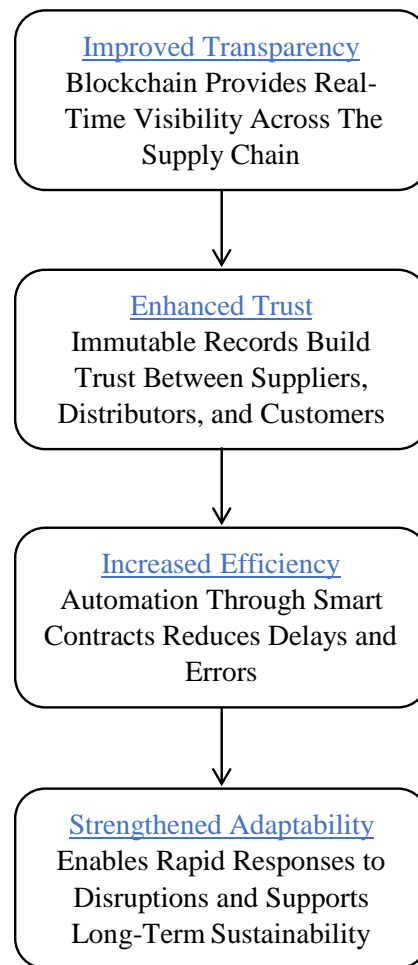 Improved Transparency
Blockchain Provides Real-
Time Visibility Across The
Supply Chain
Enhanced Trust
Immutable Records Build
Trust Between Suppliers,
Distributors, and Customers
Increased Efficiency
Automation Through Smart
Contracts Reduces Delays and
Errors
Strengthened Adaptability
Enables Rapid Responses to
Disruptions and Supports
Long-Term Sustainability